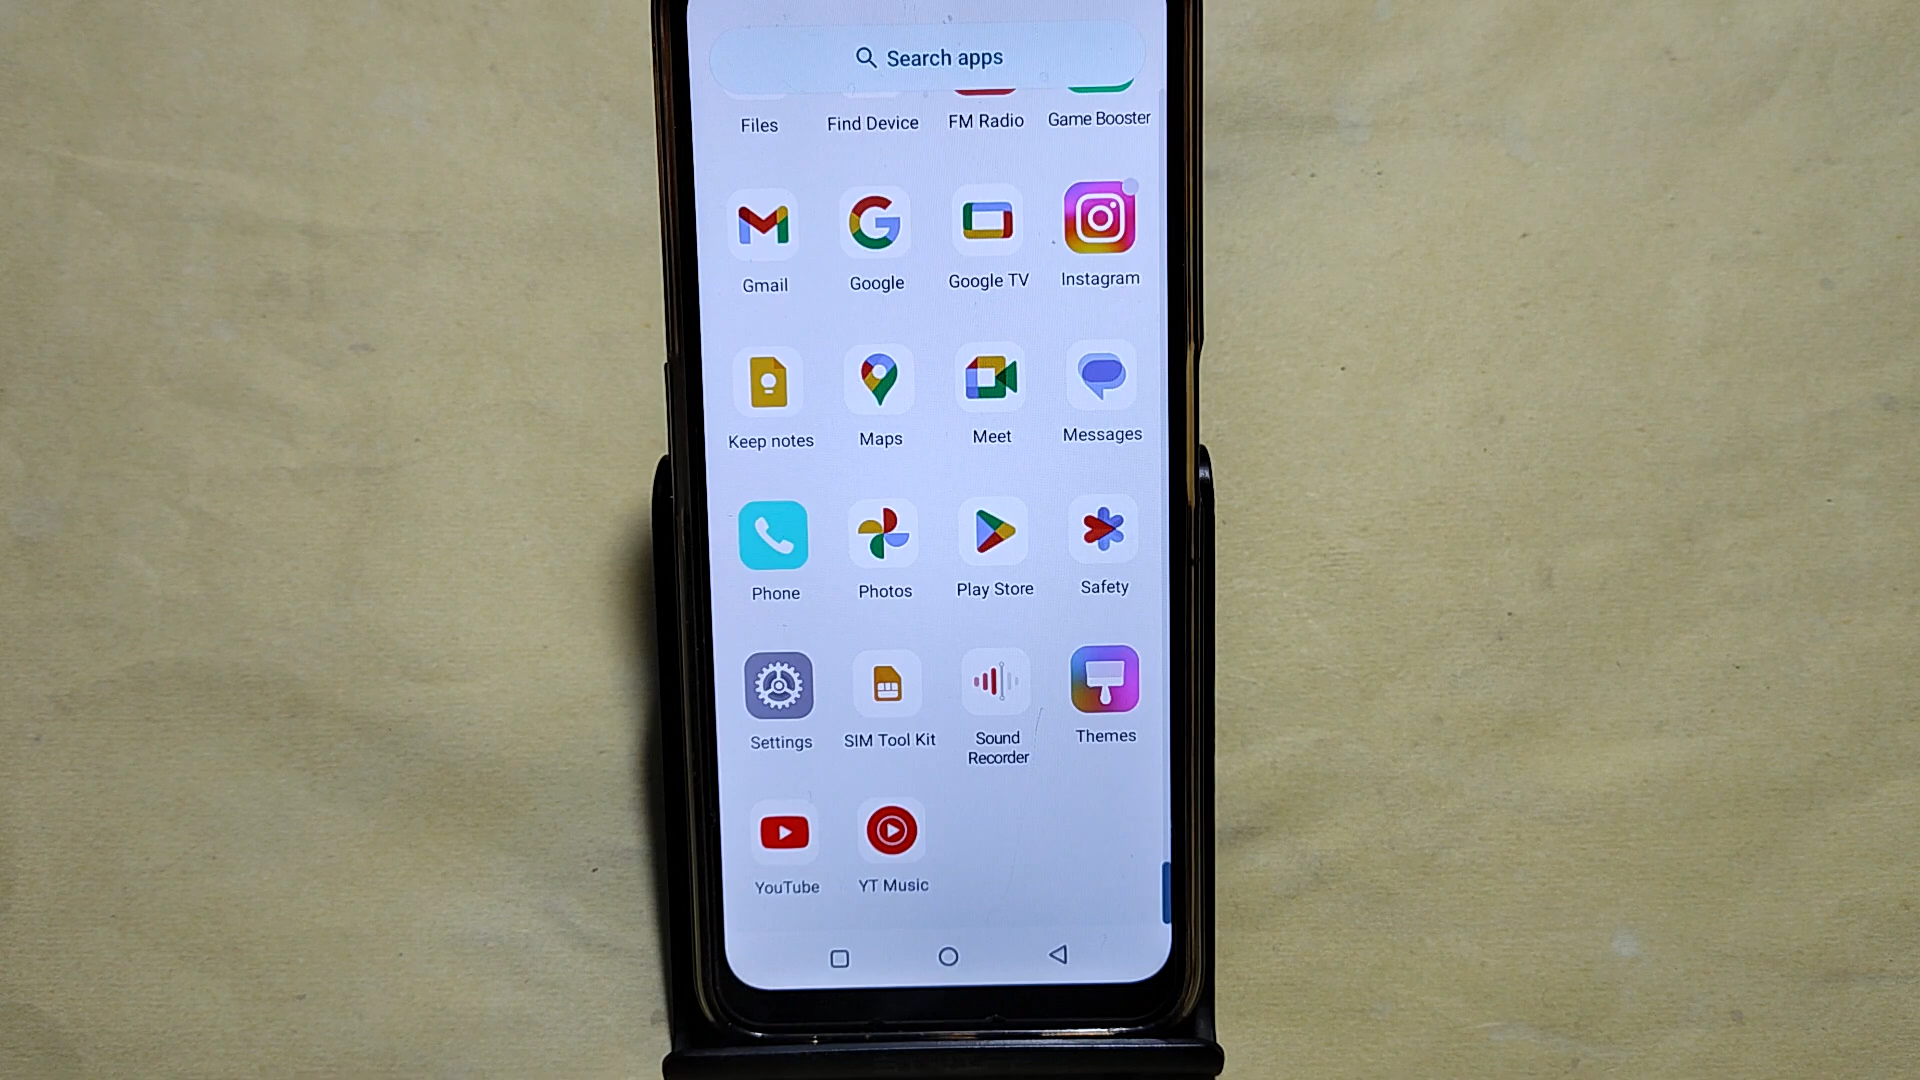 Search apps
Files
Find Device
FM Radio
Game Booster
Gmail
Google
Google TV
Instagram
Keep notes
Maps
Meet
Messages
Phone
Photos
Play Store
Safety
Settings
SIM Tool Kit
Sound
Recorder
Themes
YouTube
YT Music